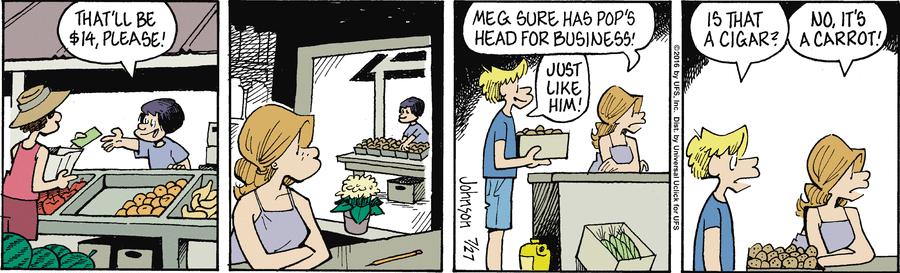 THAT'LL BE
$14, PLEASE!
MEG SURE HAS POP'S
HEAD FOR BUSINESS!
JUST
LIKE
HIM!
Johnson 7/27
©2016 by UFS, Inc. Dist. by Universal Uclick for UFS
IS THAT
A CIGAR?
NO, IT'S
A CARROT!